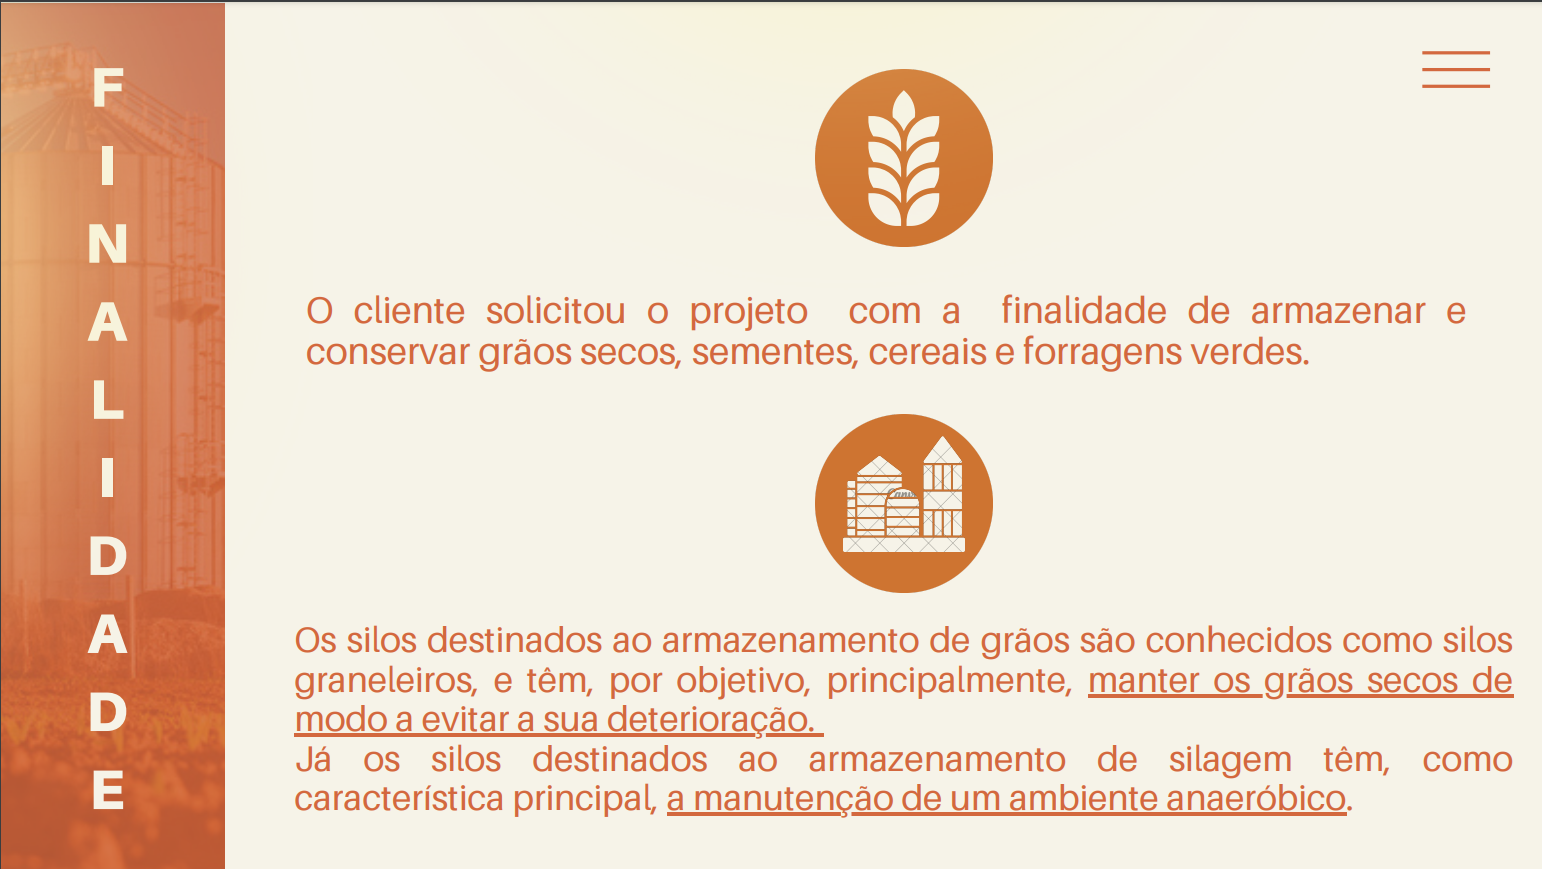 FINALIDADE
O cliente solicitou o projeto com a finalidade de armazenar e
conservar grãos secos, sementes, cereais e forragens verdes.
Os silos destinados ao armazenamento de grãos são conhecidos como silos
graneleiros, e têm, por objetivo, principalmente, manter os grãos secos de
modo a evitar a sua deterioração.
Já os silos destinados ao armazenamento de silagem têm, como
característica principal, a manutenção de um ambiente anaeróbico.